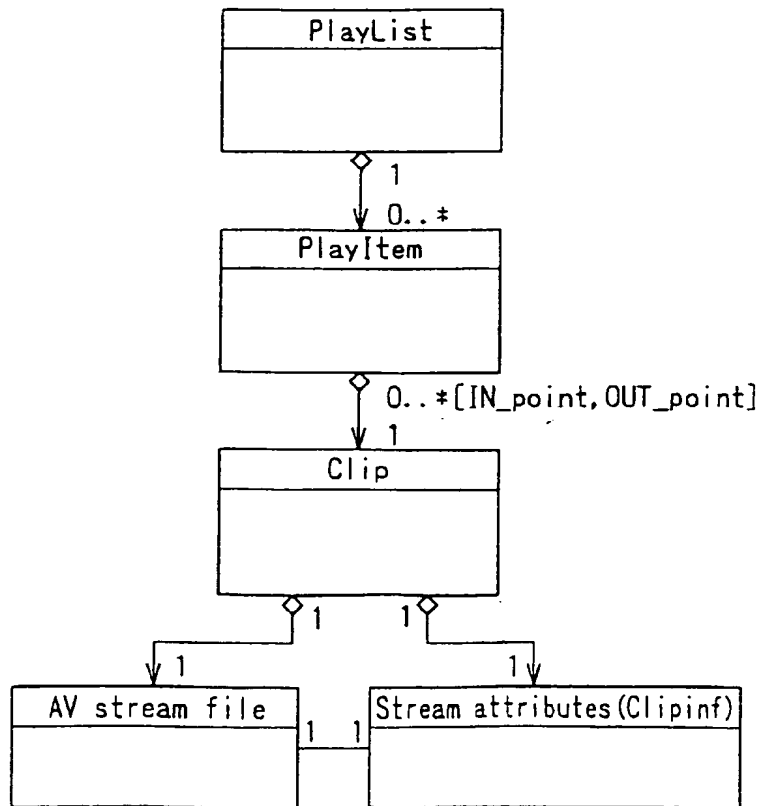 PlayList
1
0..*
PlayItem
0..*[IN_point,OUT_point]
1
Clip
1 1
1 1
AV stream file Stream attributes(Clipinf)
1 1